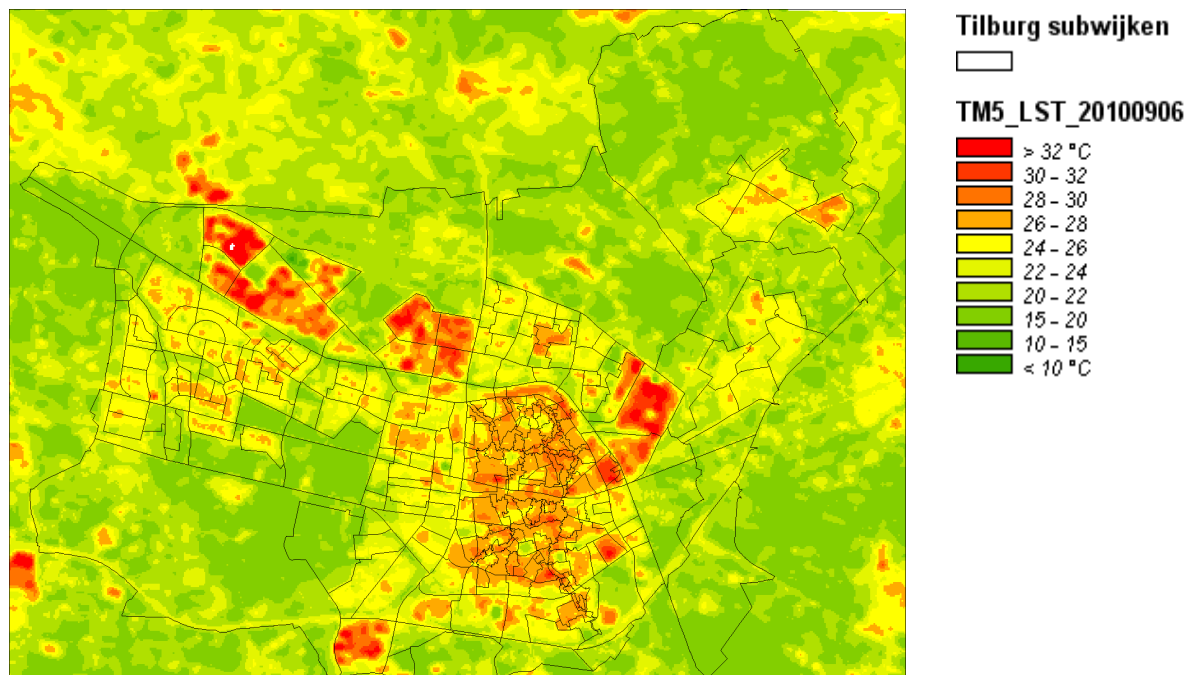 Tilburg subwijken
TM5_LST_20100906
> 32 °C
30 - 32
28 - 30
26 - 28
24 - 26
22 - 24
20 - 22
15 - 20
10 - 15
< 10 °C